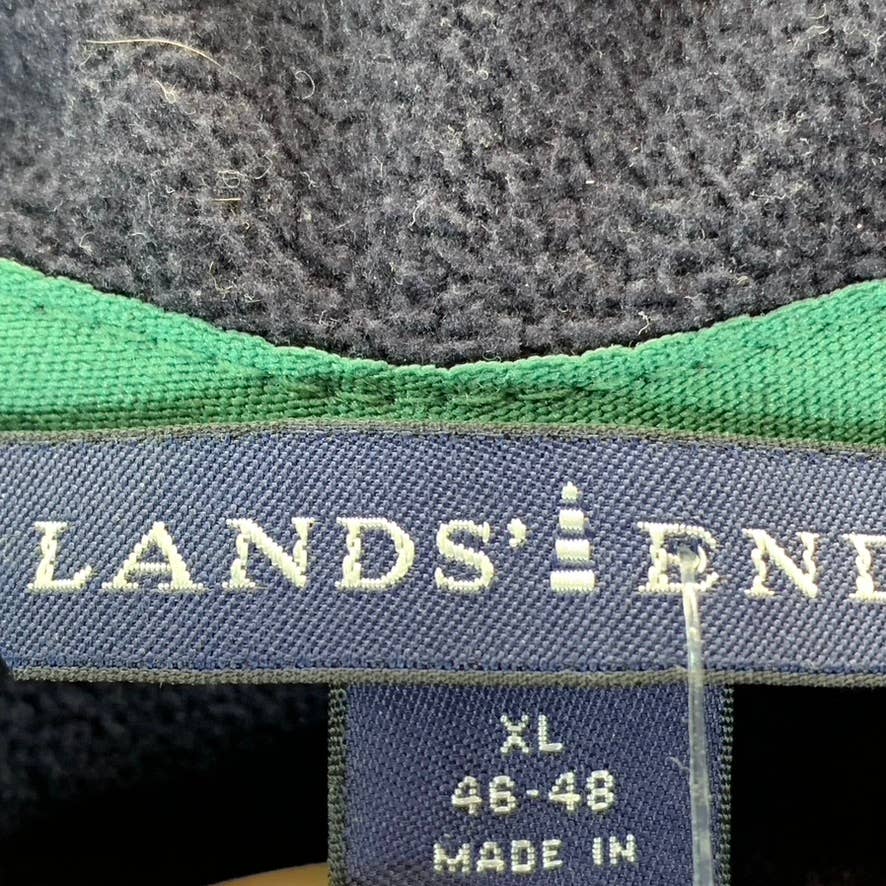 LANDS' END
XL
46-48
MADE IN